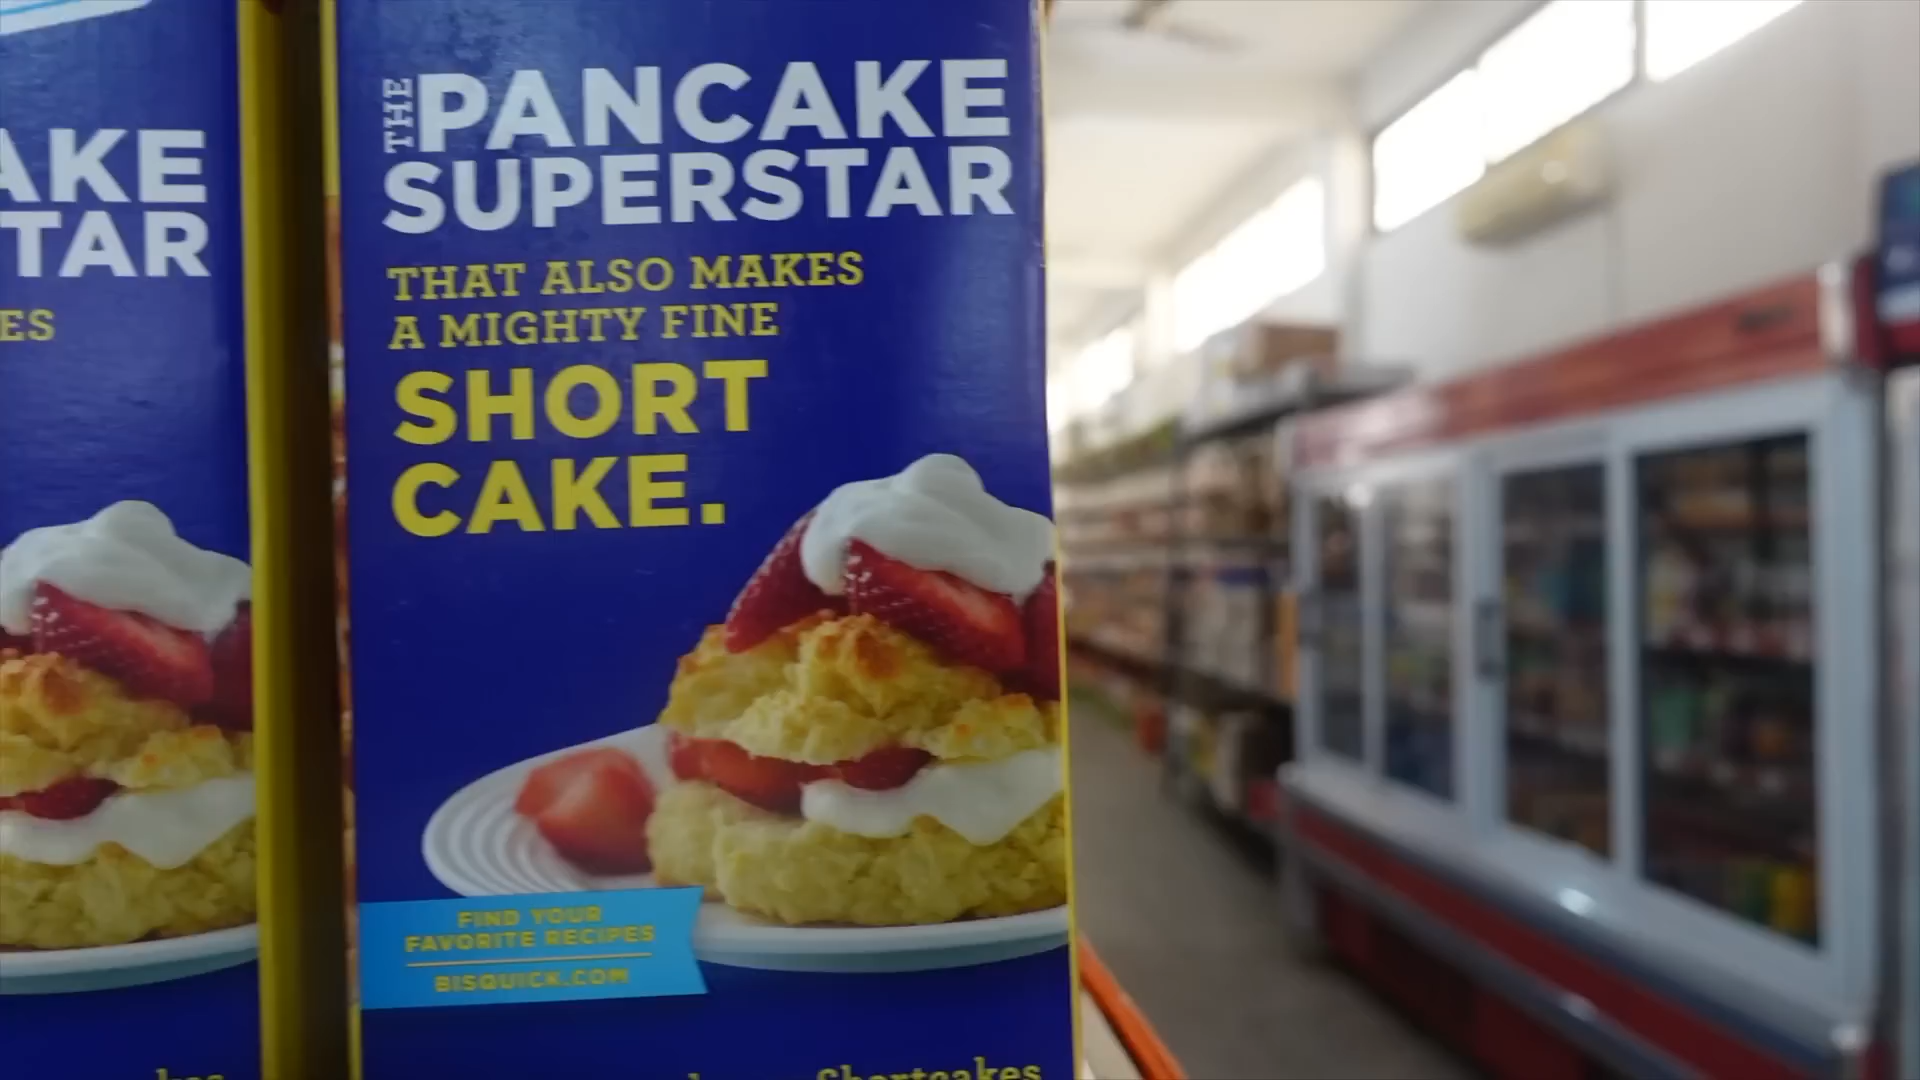 THE PANCAKE
SUPERSTAR
THAT ALSO MAKES
A MIGHTY FINE
SHORT
CAKE.
FIND YOUR
FAVORITE RECIPES
BISQUICK.COM
Shortcakes
AKE
TAR
ES